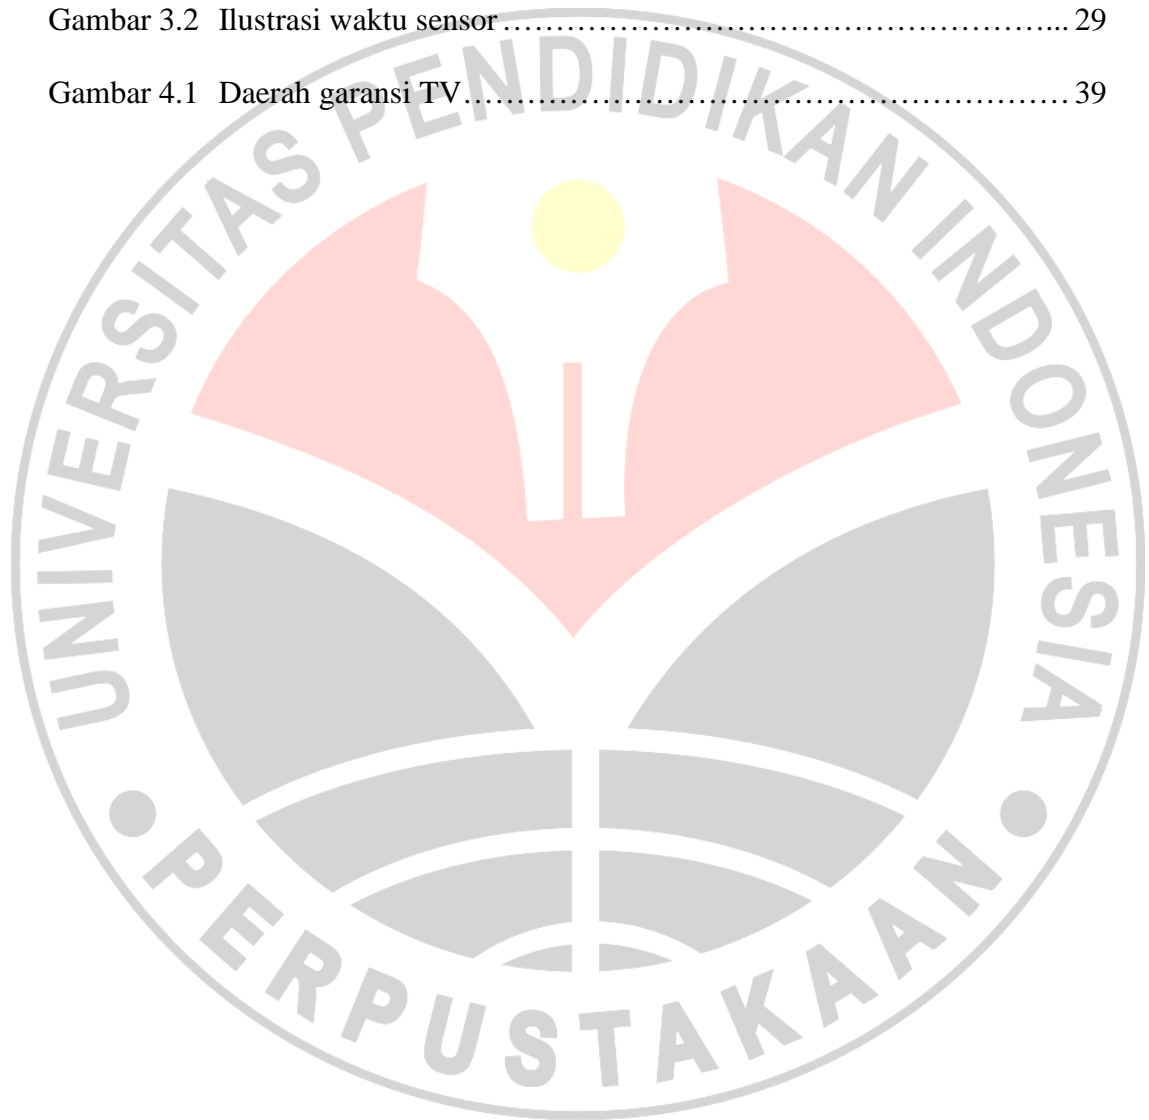 Gambar 3.2 Ilustrasi waktu sensor……………………………………………... 29
Gambar 4.1 Daerah garansi TV………………………………………………… 39
UNIVERSITAS PENDIDIKAN INDONESIA
PERPUSTAKAAN